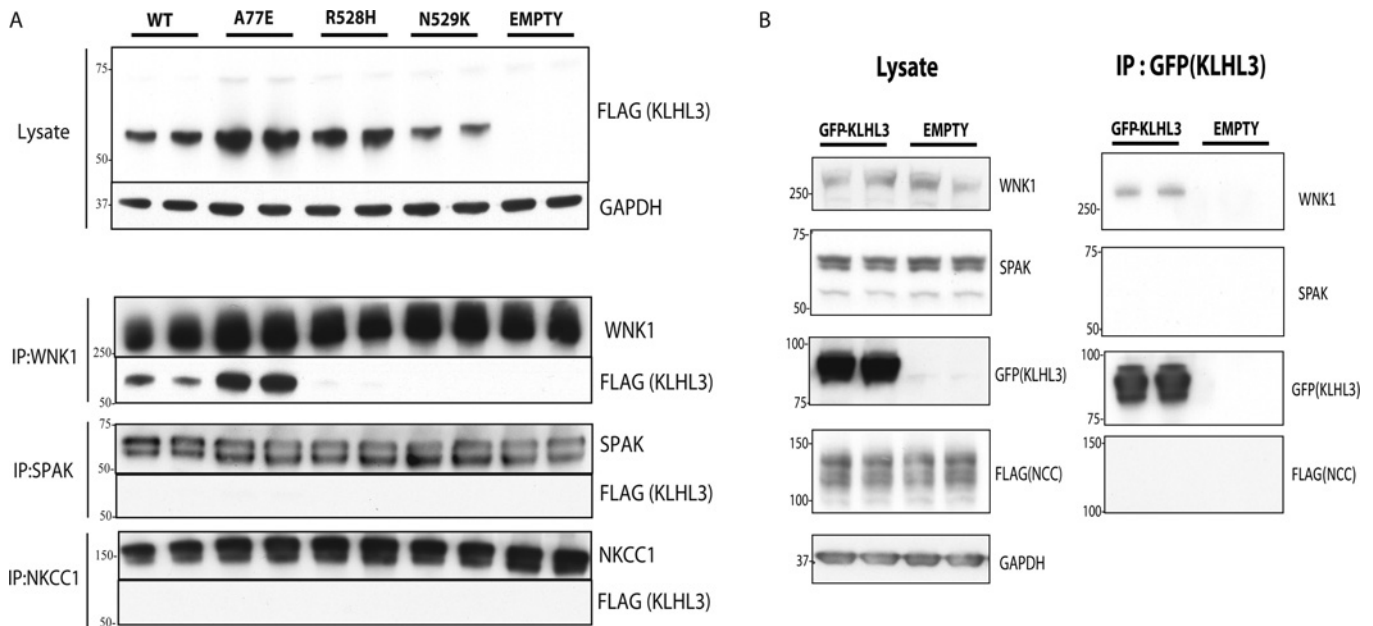 A
WT A77E R528H N529K EMPTY
Lysate
75-
50-
FLAG (KLHL3)
37-
GAPDH
IP:WNK1
250-
WNK1
50-
FLAG (KLHL3)
IP:SPAK
75-
50-
SPAK
50-
FLAG (KLHL3)
IP:NKCC1
150-
NKCC1
50-
FLAG (KLHL3)
B
Lysate
GFP-KLHL3 EMPTY
250-
WNK1
75-
50-
SPAK
100-
75-
GFP(KLHL3)
150-
100-
FLAG(NCC)
37-
GAPDH
IP : GFP(KLHL3)
GFP-KLHL3 EMPTY
250-
WNK1
75-
50-
SPAK
100-
75-
GFP(KLHL3)
150-
100-
FLAG(NCC)